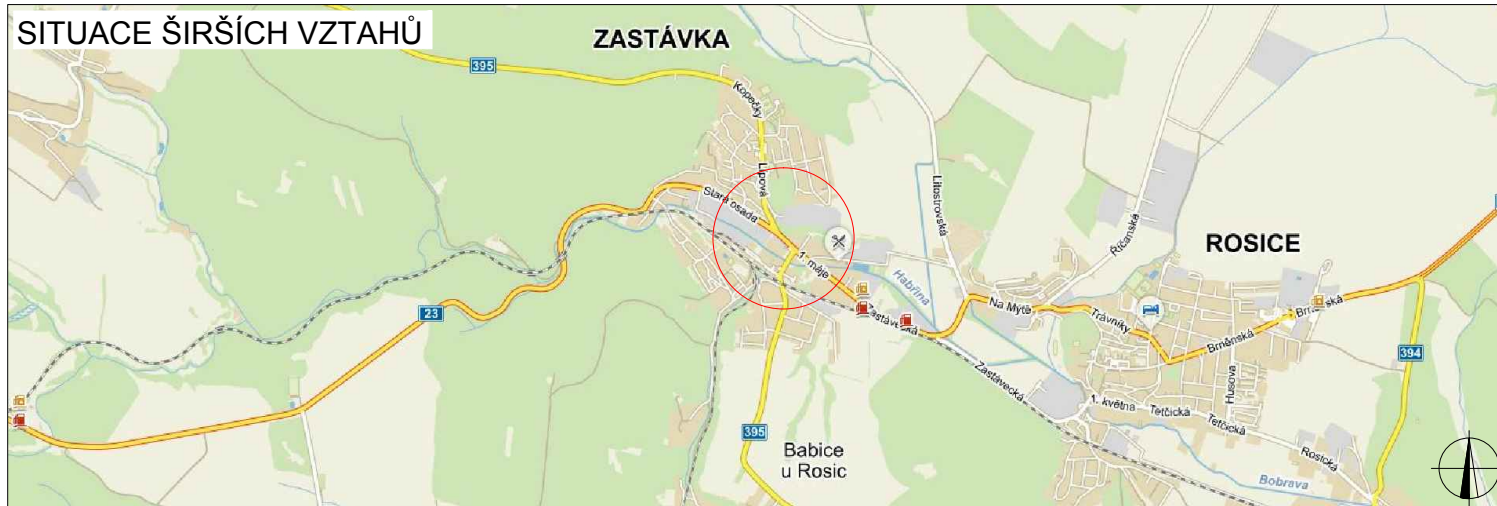 SITUACE ŠIRŠÍCH VZTAHŮ
ZASTÁVKA
395
Kopečky
Lipová
Stará osada
Litostrovská
Říčanská
1. máje
ROSICE
Habřina
23
Na Mýtě
Trávníky
Zastávecká
Brněnská
Brněnská
394
Husova
Zastávecká
1. května
Tetčická
Tetčická
395
Babice
u Rosic
Rosická
Bobrava